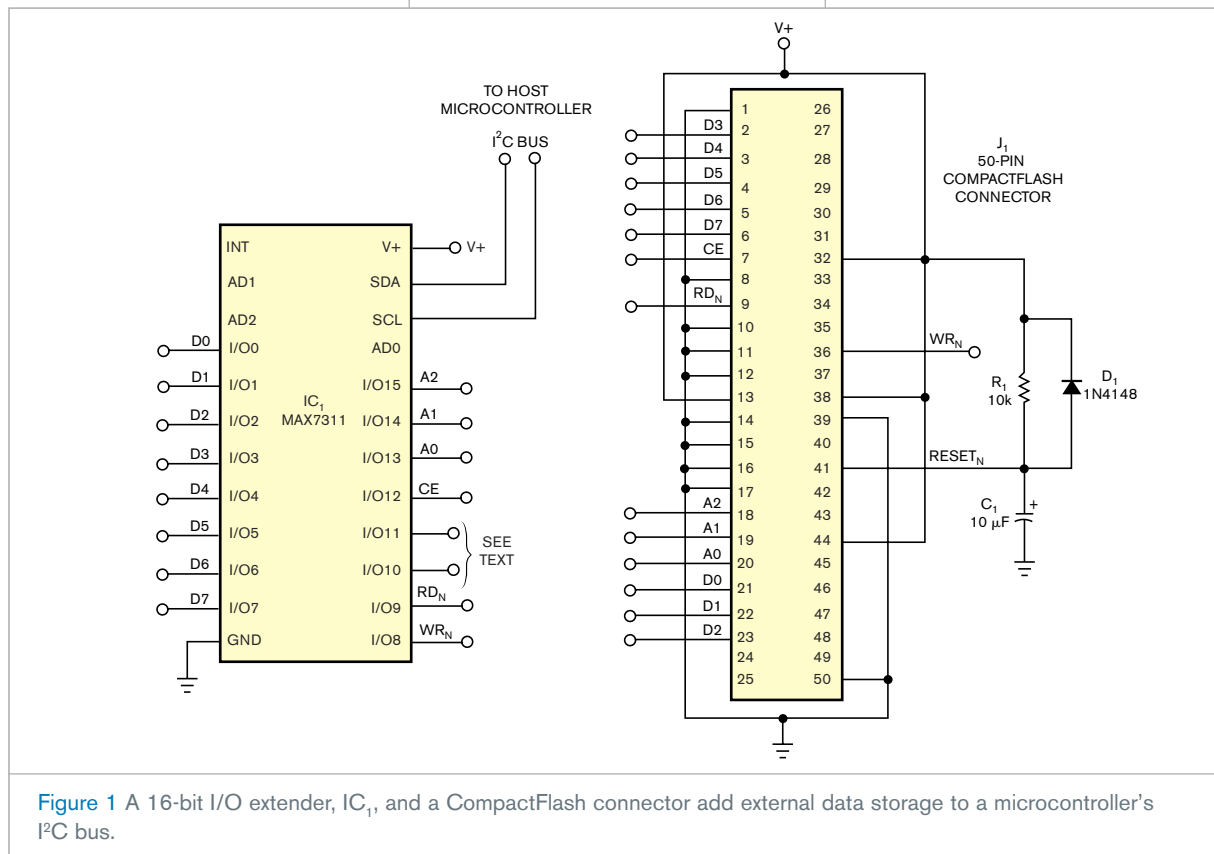 TO HOST
MICROCONTROLLER
I²C BUS
INT
AD1
AD2
I/O0
I/O1
I/O2
I/O3
I/O4
I/O5
I/O6
I/O7
GND
D0
D1
D2
D3
D4
D5
D6
D7
IC₁
MAX7311
V+
SDA
SCL
AD0
I/O15
I/O14
I/O13
I/O12
I/O11
I/O10
I/O9
I/O8
V+
A2
A1
A0
CE
SEE
TEXT
RD_N
WR_N
V+
D3
D4
D5
D6
D7
CE
RD_N
A2
A1
A0
D0
D1
D2
1
2
3
4
5
6
7
8
9
10
11
12
13
14
15
16
17
18
19
20
21
22
23
24
25
26
27
28
29
30
31
32
33
34
35
36
37
38
39
40
41
42
43
44
45
46
47
48
49
50
J₁
50-PIN
COMPACTFLASH
CONNECTOR
WR_N
R₁
10k
D₁
1N4148
RESET_N
C₁
10 µF
+
Figure 1 A 16-bit I/O extender, IC₁, and a CompactFlash connector add external data storage to a microcontroller's
I²C bus.